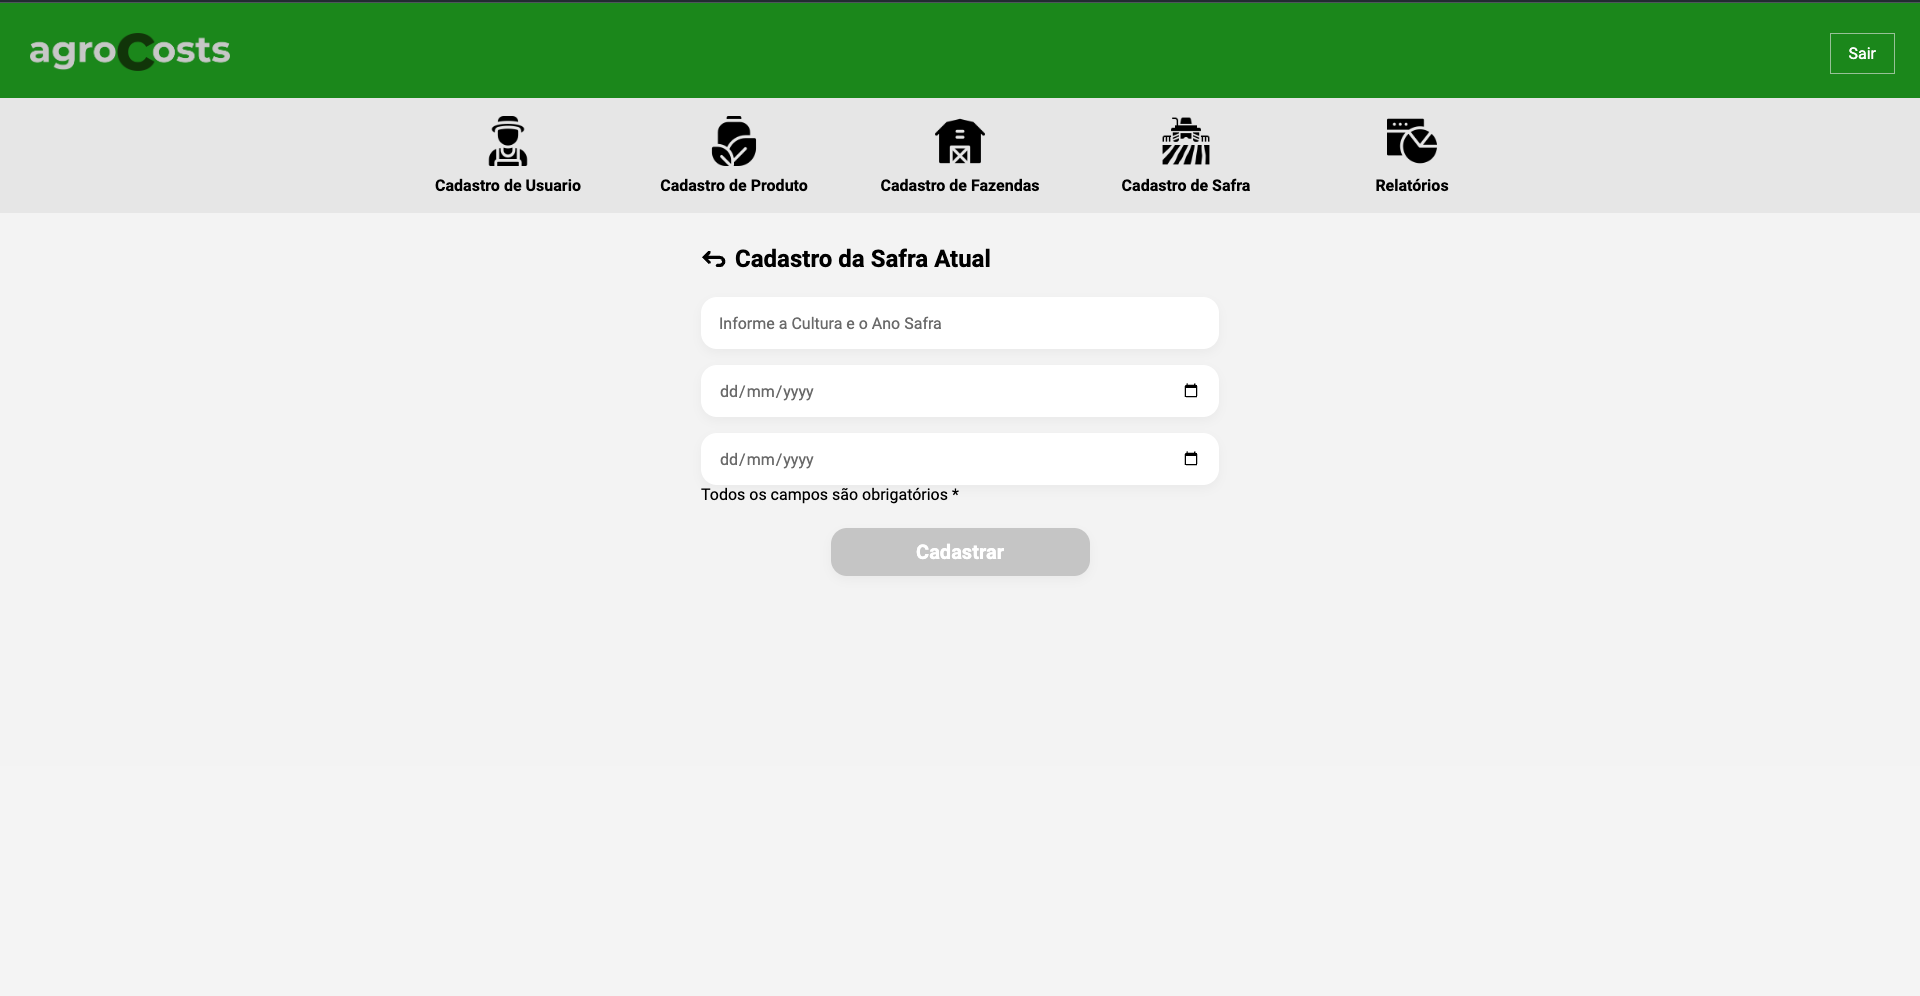 agroCosts
Sair
Cadastro de Usuario
Cadastro de Produto
Cadastro de Fazendas
Cadastro de Safra
Relatórios
Cadastro da Safra Atual
Informe a Cultura e o Ano Safra
dd/mm/yyyy
dd/mm/yyyy
Todos os campos são obrigatórios *
Cadastrar